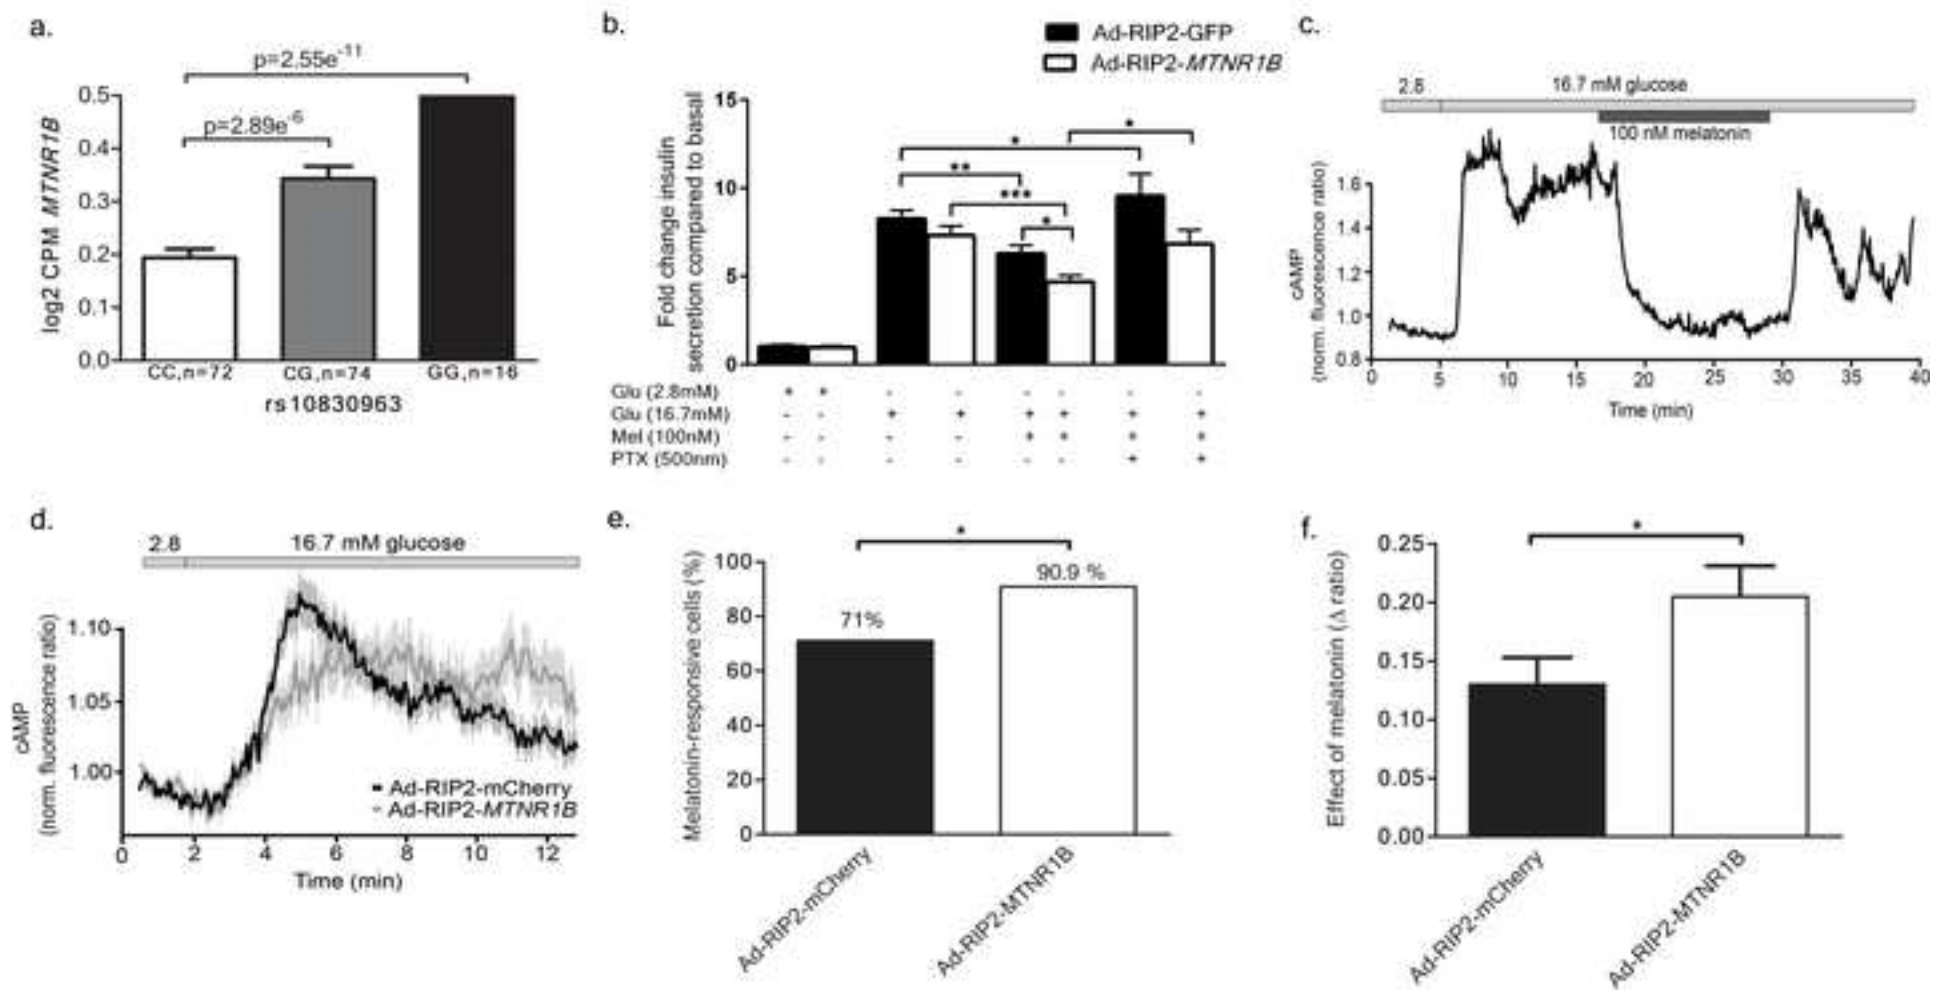 a.
p=2.55e-11
p=2.89e-6
log2 CPM MTNR1B
0.5
0.4
0.3
0.2
0.1
0.0
CC,n=72 CG,n=74 GG,n=16
rs10830963
b.
Ad-RIP2-GFP
Ad-RIP2-MTNR1B
Fold change insulin
secretion compared to basal
15
10
5
0
*
*
**
***
*
Glu (2.8mM) + + - - - - - -
Glu (16.7mM) - - + + + + + +
Mel (100nM) - - - - + + + +
PTX (500nm) - - - - - - + +
c.
2.8 16.7 mM glucose
100 nM melatonin
cAMP
(norm. fluorescence ratio)
1.6
1.4
1.2
1.0
0.8
0 5 10 15 20 25 30 35 40
Time (min)
d.
2.8 16.7 mM glucose
cAMP
(norm. fluorescence ratio)
1.10
1.05
1.00
Ad-RIP2-mCherry
Ad-RIP2-MTNR1B
0 2 4 6 8 10 12
Time (min)
e.
*
Melatonin-responsive cells (%)
100
80
60
40
20
0
71%
90.9 %
Ad-RIP2-mCherry
Ad-RIP2-MTNR1B
f.
*
Effect of melatonin (Δ ratio)
0.25
0.20
0.15
0.10
0.05
0.00
Ad-RIP2-mCherry
Ad-RIP2-MTNR1B